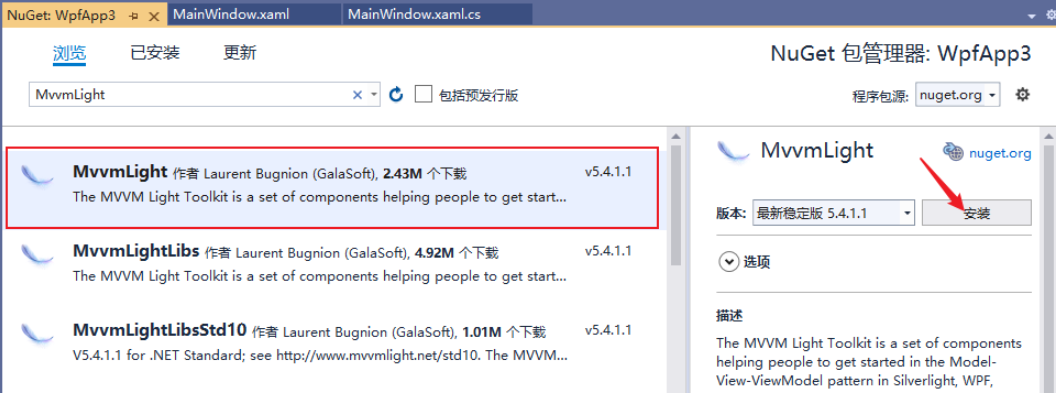 NuGet: WpfApp3 MainWindow.xaml MainWindow.xaml.cs
浏览 已安装 更新 NuGet 包管理器: WpfApp3
MvvmLight 包括预发行版 程序包源: nuget.org
MvvmLight 作者 Laurent Bugnion (GalaSoft), 2.43M 个下载 v5.4.1.1
The MVVM Light Toolkit is a set of components helping people to get start...
MvvmLightLibs 作者 Laurent Bugnion (GalaSoft), 4.92M 个下载 v5.4.1.1
The MVVM Light Toolkit is a set of components helping people to get start...
MvvmLightLibsStd10 作者 Laurent Bugnion (GalaSoft), 1.01M 个下载 v5.4.1.1
V5.4.1.1 for .NET Standard; see http://www.mvvmlight.net/std10. The MVVM...
MvvmLight nuget.org
版本: 最新稳定版 5.4.1.1 安装
选项
描述
The MVVM Light Toolkit is a set of components
helping people to get started in the Model-
View-ViewModel pattern in Silverlight, WPF,